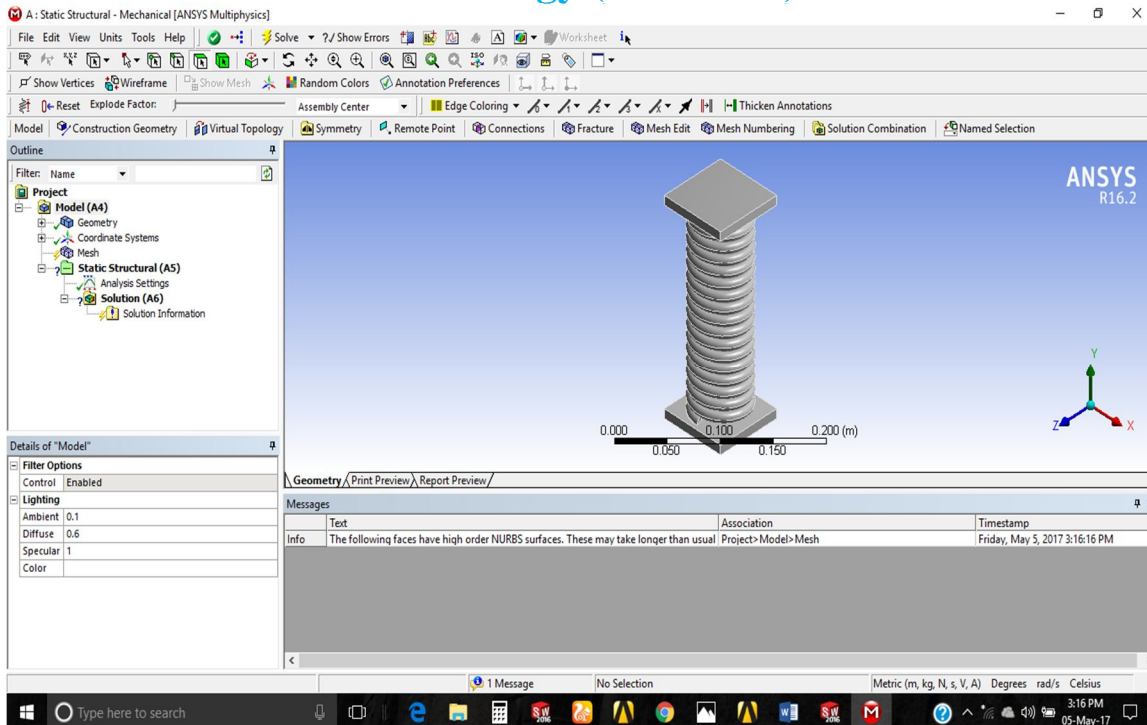 A : Static Structural - Mechanical [ANSYS Multiphysics]
File Edit View Units Tools Help Solve ?/ Show Errors Worksheet
Show Vertices Wireframe Show Mesh Random Colors Annotation Preferences
Reset Explode Factor: Assembly Center Edge Coloring Thicken Annotations
Model Construction Geometry Virtual Topology Symmetry Remote Point Connections Fracture Mesh Edit Mesh Numbering Solution Combination Named Selection
Outline
Filter: Name
Project
Model (A4)
Geometry
Coordinate Systems
Mesh
Static Structural (A5)
Analysis Settings
Solution (A6)
Solution Information
ANSYS
R16.2
Y
Z X
0.000 0.100 0.200 (m)
0.050 0.150
Details of "Model"
Filter Options
Control Enabled
Lighting
Ambient 0.1
Diffuse 0.6
Specular 1
Color
Geometry Print Preview Report Preview
Messages
Text Association Timestamp
Info The following faces have high order NURBS surfaces. These may take longer than usual Project>Model>Mesh Friday, May 5, 2017 3:16:16 PM
1 Message No Selection Metric (m, kg, N, s, V, A) Degrees rad/s Celsius
Type here to search
3:16 PM
05-May-17